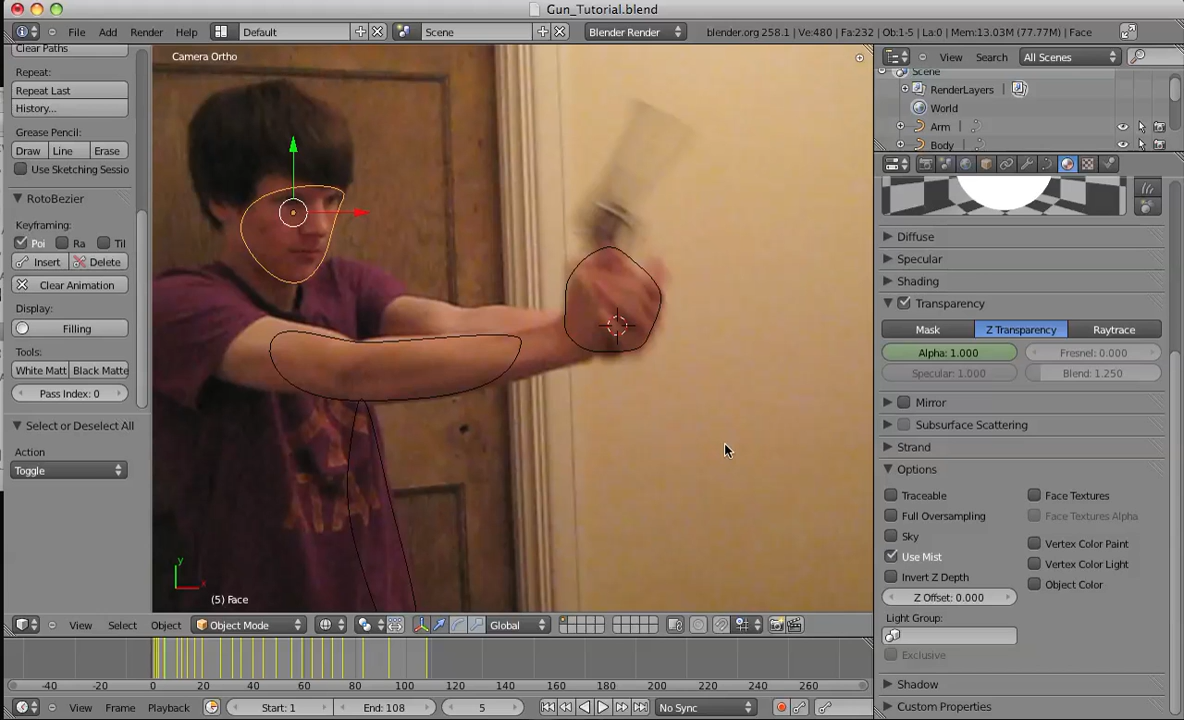 Gun_Tutorial.blend
File Add Render Help Default Scene Blender Render blender.org 258.1 | Ve:480 | Fa:232 | Ob:1-5 | La:0 | Mem:13.03M (77.77M) | Face
Clear Paths
Repeat:
Repeat Last
History...
Grease Pencil:
Draw Line Erase
Use Sketching Sessio
RotoBezier
Keyframing:
Poi Ra Til
Insert Delete
Clear Animation
Display:
Filling
Tools:
White Matt Black Matte
Pass Index: 0
Select or Deselect All
Action
Toggle
Camera Ortho
y
x
(5) Face
View Select Object Object Mode Global
-40 -20 0 20 40 60 80 100 120 140 160 180 200 220 240 260
View Frame Playback Start: 1 End: 108 5 No Sync
View Search All Scenes
Scene
RenderLayers
World
Arm
Body
Diffuse
Specular
Shading
Transparency
Mask Z Transparency Raytrace
Alpha: 1.000 Fresnel: 0.000
Specular: 1.000 Blend: 1.250
Mirror
Subsurface Scattering
Strand
Options
Traceable Face Textures
Full Oversampling Face Textures Alpha
Sky Vertex Color Paint
Use Mist Vertex Color Light
Invert Z Depth Object Color
Z Offset: 0.000
Light Group:
Exclusive
Shadow
Custom Properties